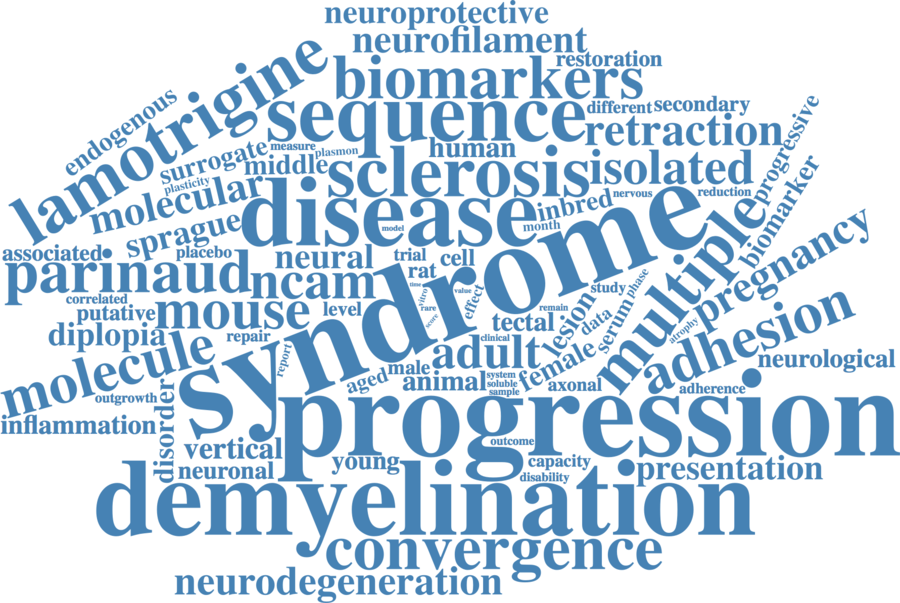 neuroprotective
neurofilament
restoration
biomarkers
lamotrigine
endogenous
sequence
different
secondary
retraction
progressive
surrogate
measure
plasmon
human
middle
plasticity
sclerosis
isolated
molecular
disease
nervous
reduction
biomarker
inbred
month
model
sprague
associated
placebo
neural
trial
cell
rat
parinaud
ncam
time
vitro
value
effect
phase
study
syndrome
multiple
pregnancy
correlated
putative
mouse
level
rare
score
remain
lesion
data
serum
atrophy
adhesion
diplopia
repair
tectal
clinical
molecule
report
adult
female
neurological
aged
male
animal
system
soluble
sample
axonal
adherence
outgrowth
disorder
inflammation
progression
vertical
outcome
neuronal
young
capacity
disability
presentation
demyelination
convergence
neurodegeneration